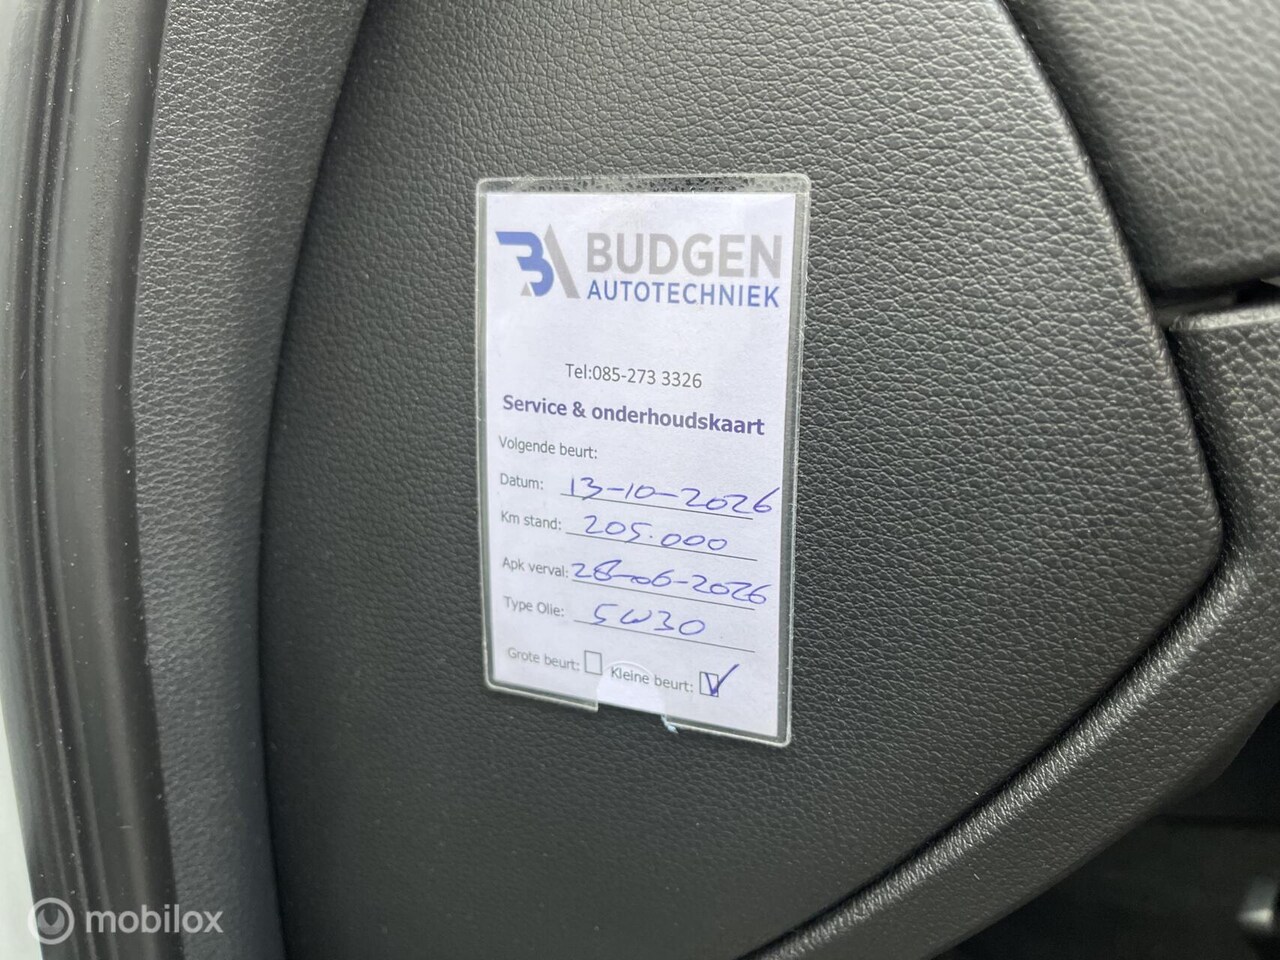 BA BUDGEN
AUTOTECHNIEK
Tel:085-273 3326
Service & onderhoudskaart
Volgende beurt:
Datum: 13-10-2026
Km stand: 205.000
Apk verval: 28-06-2026
Type Olie: 5W30
Grote beurt: Kleine beurt: V
mobilox